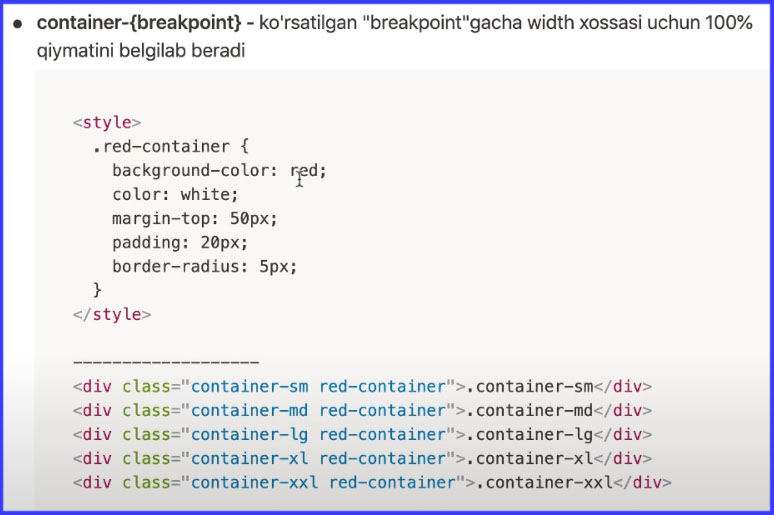 • container-{breakpoint} - ko'rsatilgan "breakpoint"gacha width xossasi uchun 100%
qiymatini belgilab beradi
<style>
.red-container {
background-color: red;
color: white;
margin-top: 50px;
padding: 20px;
border-radius: 5px;
}
</style>
___________________
<div class="container-sm red-container">.container-sm</div>
<div class="container-md red-container">.container-md</div>
<div class="container-lg red-container">.container-lg</div>
<div class="container-xl red-container">.container-xl</div>
<div class="container-xxl red-container">.container-xxl</div>